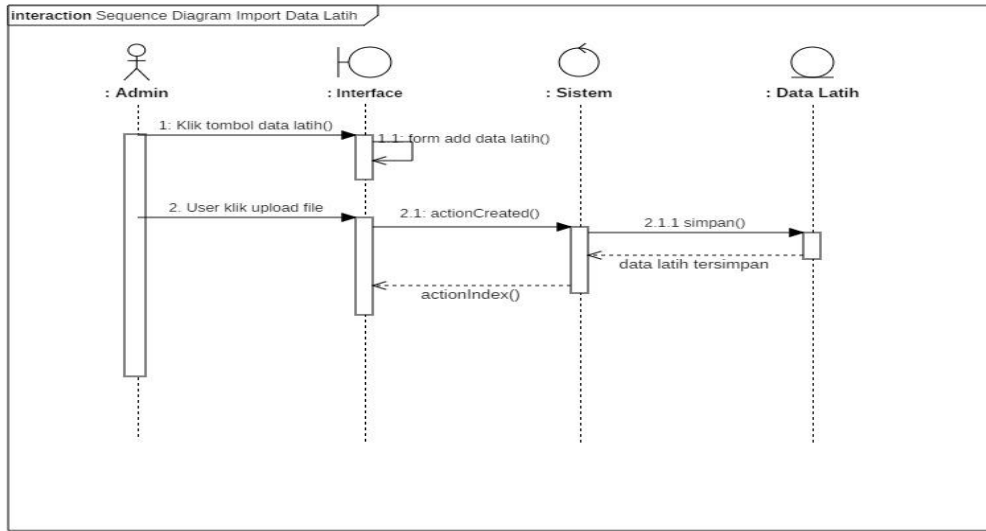 interaction Sequence Diagram Import Data Latih
: Admin
: Interface
: Sistem
: Data Latih
1: Klik tombol data latih()
1.1: form add data latih()
2. User klik upload file
2.1: actionCreated()
2.1.1 simpan()
data latih tersimpan
actionIndex()